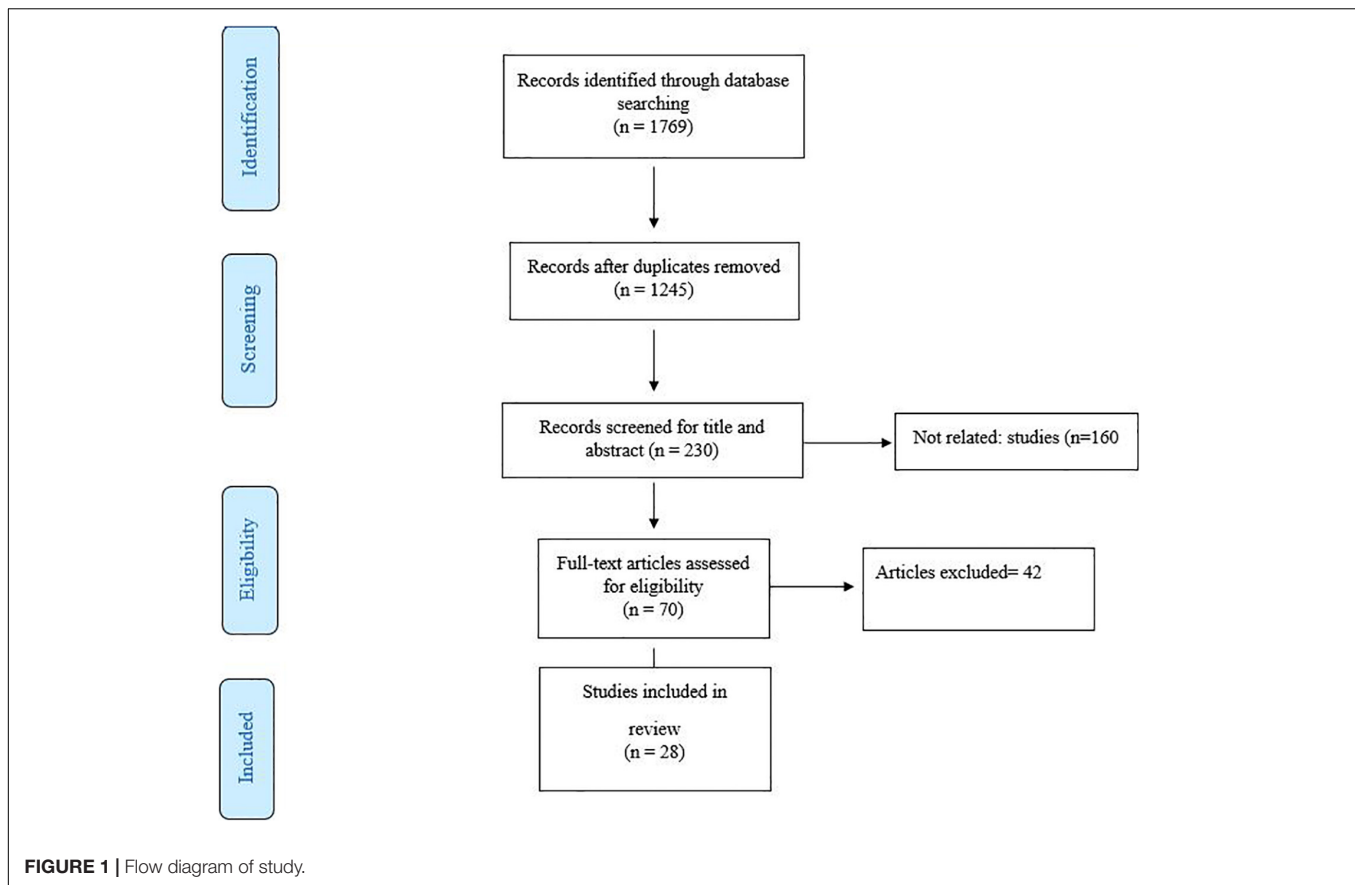 Identification
Records identified through database
searching
(n = 1769)
Screening
Records after duplicates removed
(n = 1245)
Records screened for title and
abstract (n = 230)
Not related: studies (n=160
Eligibility
Full-text articles assessed
for eligibility
(n = 70)
Articles excluded= 42
Included
Studies included in
review
(n = 28)
FIGURE 1 | Flow diagram of study.